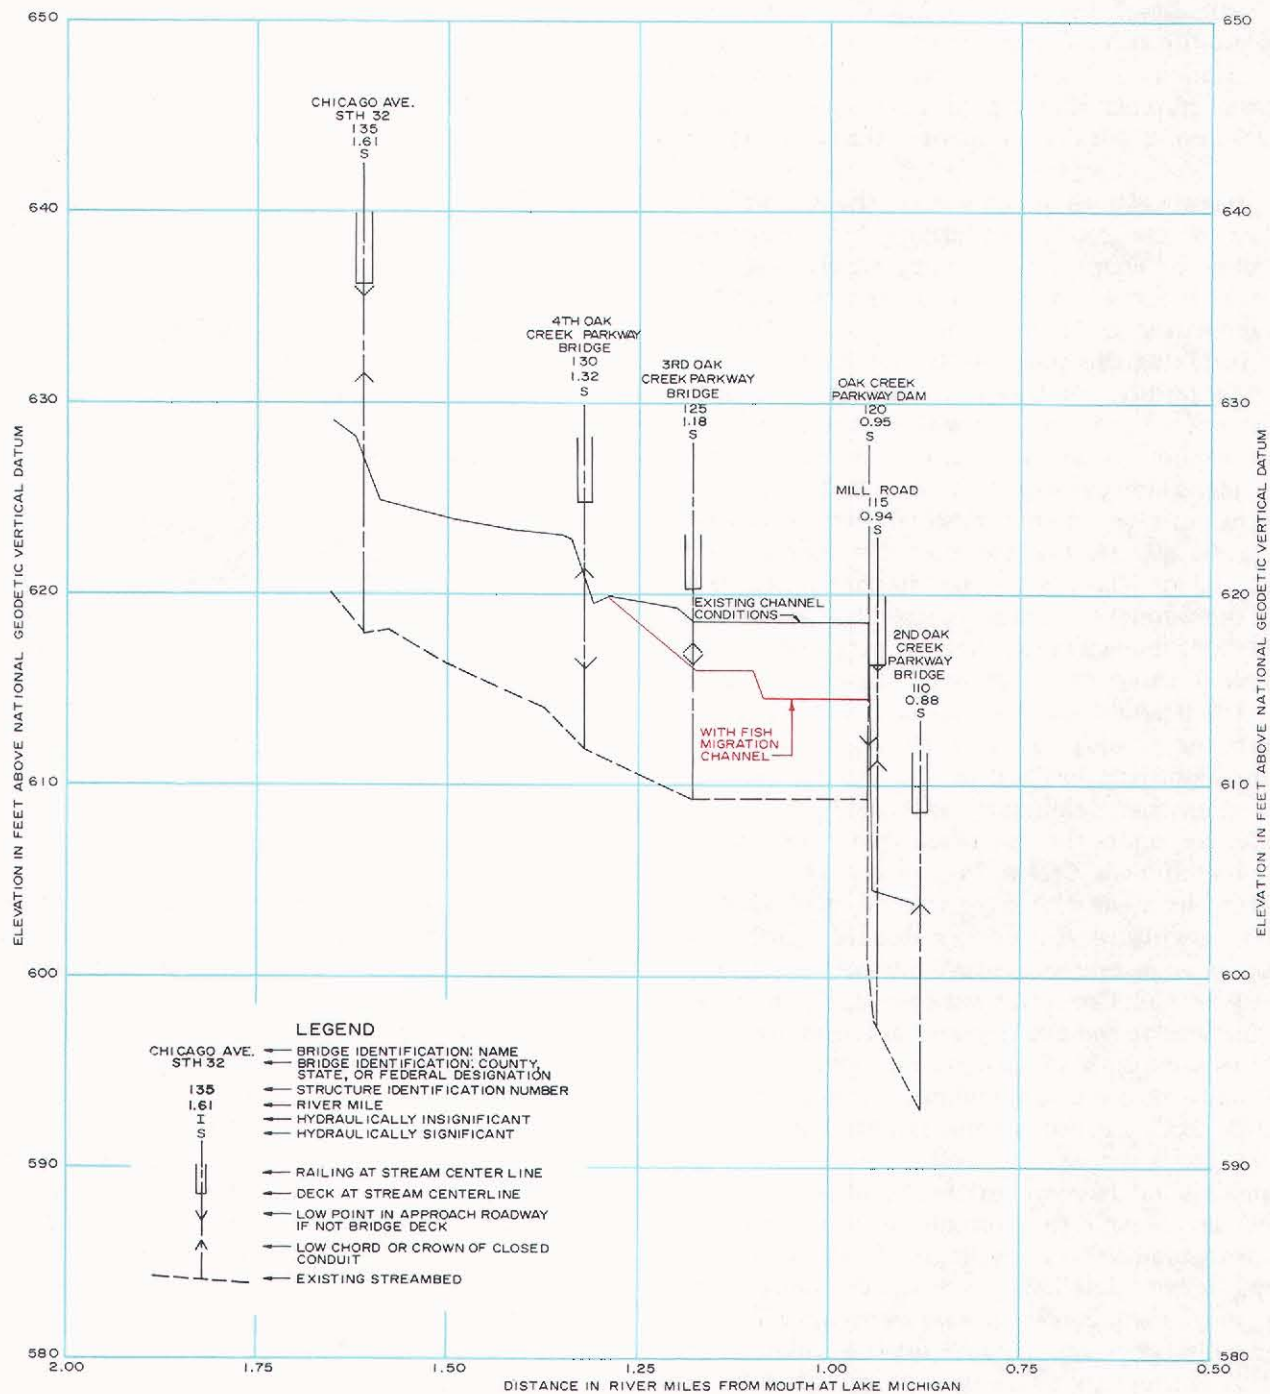 650
650
CHICAGO AVE.
STH 32
135
1.61
S
640
640
4TH OAK
CREEK PARKWAY
BRIDGE
130
1.32
S
3RD OAK
CREEK PARKWAY
BRIDGE
125
1.18
S
OAK CREEK
PARKWAY DAM
120
0.95
S
630
630
MILL ROAD
115
0.94
S
620
620
EXISTING CHANNEL
CONDITIONS
2ND OAK
CREEK
PARKWAY
BRIDGE
110
0.88
S
WITH FISH
MIGRATION
CHANNEL
610
610
ELEVATION IN FEET ABOVE NATIONAL GEODETIC VERTICAL DATUM
ELEVATION IN FEET ABOVE NATIONAL GEODETIC VERTICAL DATUM
600
600
LEGEND
CHICAGO AVE. BRIDGE IDENTIFICATION: NAME
STH 32 BRIDGE IDENTIFICATION: COUNTY,
STATE, OR FEDERAL DESIGNATION
135 STRUCTURE IDENTIFICATION NUMBER
1.61 RIVER MILE
I HYDRAULICALLY INSIGNIFICANT
S HYDRAULICALLY SIGNIFICANT
590
590
RAILING AT STREAM CENTER LINE
DECK AT STREAM CENTERLINE
LOW POINT IN APPROACH ROADWAY
IF NOT BRIDGE DECK
LOW CHORD OR CROWN OF CLOSED
CONDUIT
EXISTING STREAMBED
580
580
2.00 1.75 1.50 1.25 1.00 0.75 0.50
DISTANCE IN RIVER MILES FROM MOUTH AT LAKE MICHIGAN